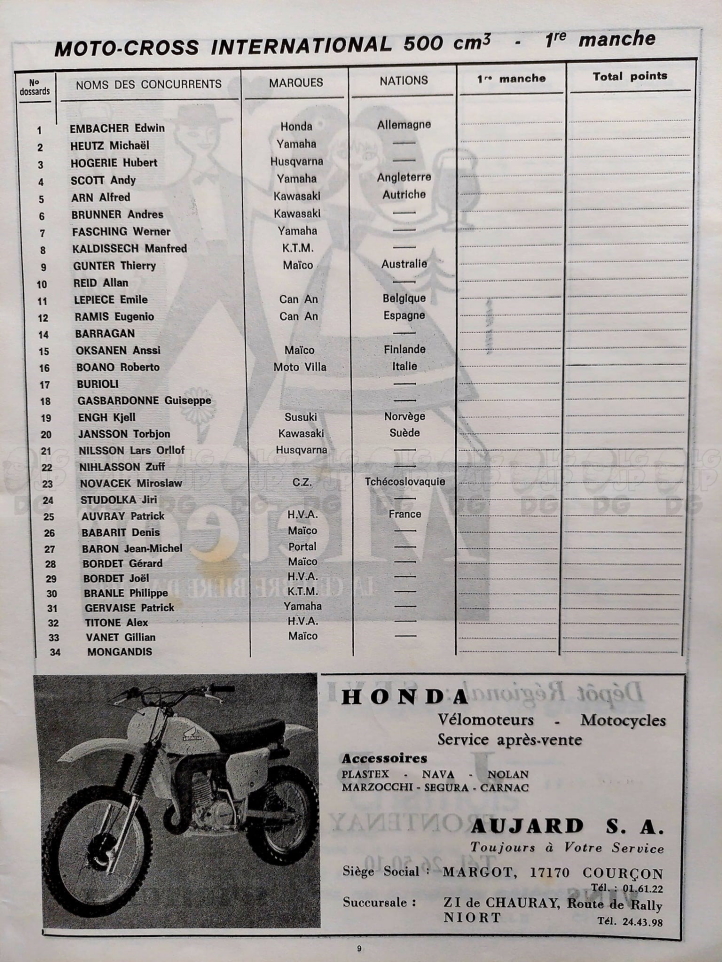 MOTO-CROSS INTERNATIONAL 500 cm³ - 1re manche
No dossards NOMS DES CONCURRENTS MARQUES NATIONS 1re manche Total points
1 EMBACHER Edwin Honda Allemagne
2 HEUTZ Michaël Yamaha —
3 HOGERIE Hubert Husqvarna —
4 SCOTT Andy Yamaha Angleterre
5 ARN Alfred Kawasaki Autriche
6 BRUNNER Andres Kawasaki —
7 FASCHING Werner Yamaha —
8 KALDISSECH Manfred K.T.M. —
9 GUNTER Thierry Maïco Australie
10 REID Allan —
11 LEPIECE Emile Can An Belgique
12 RAMIS Eugenio Can An Espagne
14 BARRAGAN —
15 OKSANEN Anssi Maïco Finlande
16 BOANO Roberto Moto Villa Italie
17 BURIOLI —
18 GASBARDONNE Guiseppe —
19 ENGH Kjell Susuki Norvège
20 JANSSON Torbjon Kawasaki Suède
21 NILSSON Lars Orllof Husqvarna —
22 NIHLASSON Zuff —
23 NOVACEK Miroslaw C.Z. Tchécoslovaquie
24 STUDOLKA Jiri —
25 AUVRAY Patrick H.V.A. France
26 BABARIT Denis Maïco —
27 BARON Jean-Michel Portal —
28 BORDET Gérard Maïco —
29 BORDET Joël H.V.A. —
30 BRANLE Philippe K.T.M. —
31 GERVAISE Patrick Yamaha —
32 TITONE Alex H.V.A. —
33 VANET Gillian Maïco —
34 MONGANDIS
HONDA
Vélomoteurs - Motocycles
Service après-vente
Accessoires
PLASTEX - NAVA - NOLAN
MARZOCCHI - SEGURA - CARNAC
AUJARD S. A.
Toujours à Votre Service
Siège Social : MARGOT, 17170 COURÇON
Tél. : 01.61.22
Succursale : Z I de CHAURAY, Route de Rally
NIORT Tél. 24.43.98
9